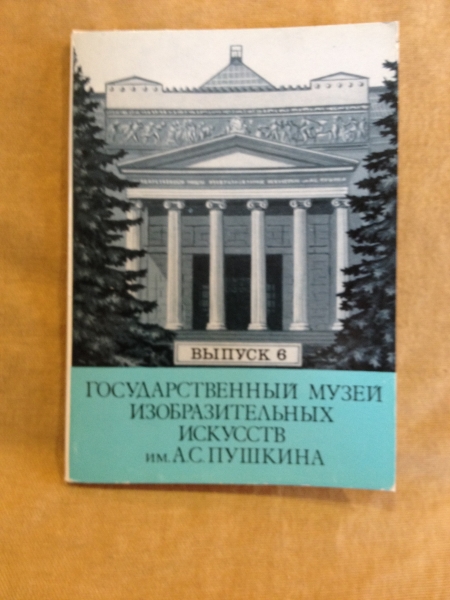 ВЫПУСК 6
ГОСУДАРСТВЕННЫЙ МУЗЕЙ
ИЗОБРАЗИТЕЛЬНЫХ
ИСКУССТВ
им. А.С. ПУШКИНА